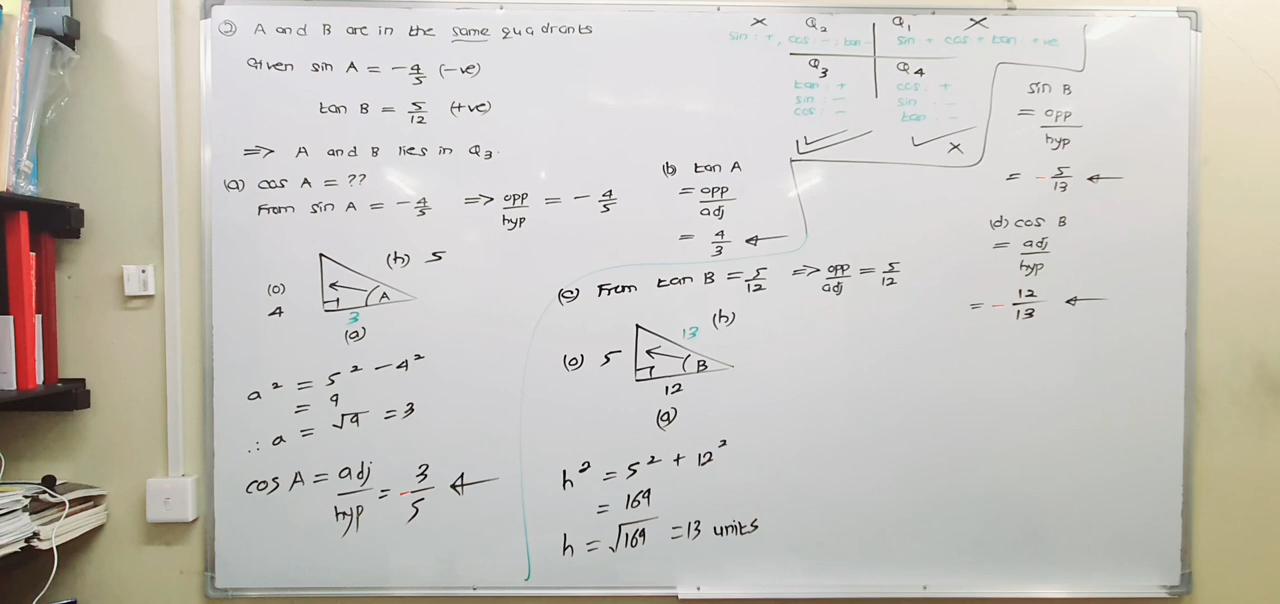 ② A and B are in the same quadrants
Given sin A = -4/5 (-ve)
tan B = 5/12 (+ve)
=> A and B lies in Q3.
(a) cos A = ??
From sin A = -4/5 => opp/hyp = -4/5
(h) 5
(o)
4
A
3
(a)
a² = 5² - 4²
= 9
∴ a = √9 = 3
cos A = adj/hyp = -3/5 ←
x Q2
sin : +, cos : - , tan -
Q1 x
sin + cos + tan : +ve
Q3
tan : +
sin : -
cos : -
Q4
cos : +
sin : -
tan : -
✓ x
(b) tan A
= opp/adj
= 4/3 ←
(c) From tan B = 5/12 => opp/adj = 5/12
13 (h)
(o) 5
B
12
(a)
h² = 5² + 12²
= 169
h = √169 = 13 units
sin B
= opp/hyp
= -5/13 ←
(d) cos B
= adj/hyp
= -12/13 ←